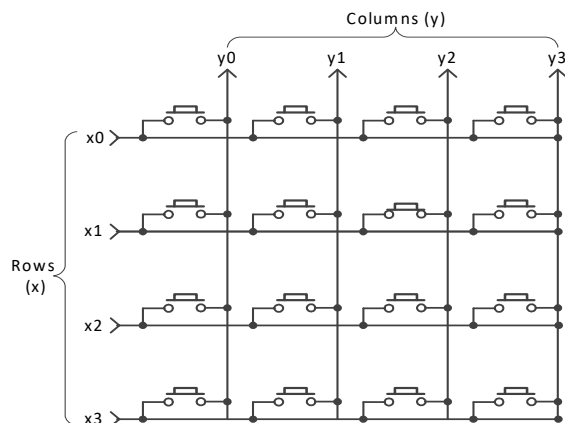 Columns (y)
y0 y1 y2 y3
x0
x1
Rows
(x)
x2
x3